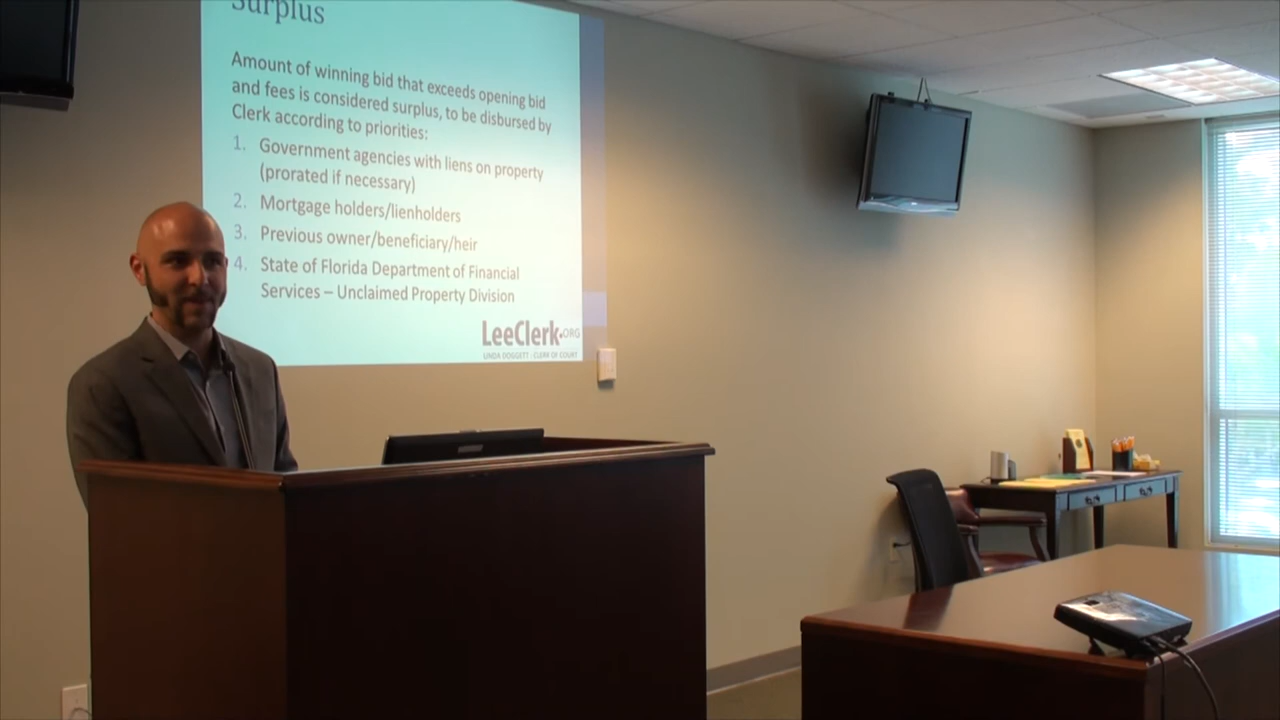 Surplus
Amount of winning bid that exceeds opening bid
and fees is considered surplus, to be disbursed by
Clerk according to priorities:
1. Government agencies with liens on property
(prorated if necessary)
2. Mortgage holders/lienholders
3. Previous owner/beneficiary/heir
4. State of Florida Department of Financial
Services – Unclaimed Property Division
LeeClerk.ORG
LINDA DOGGETT | CLERK OF COURT